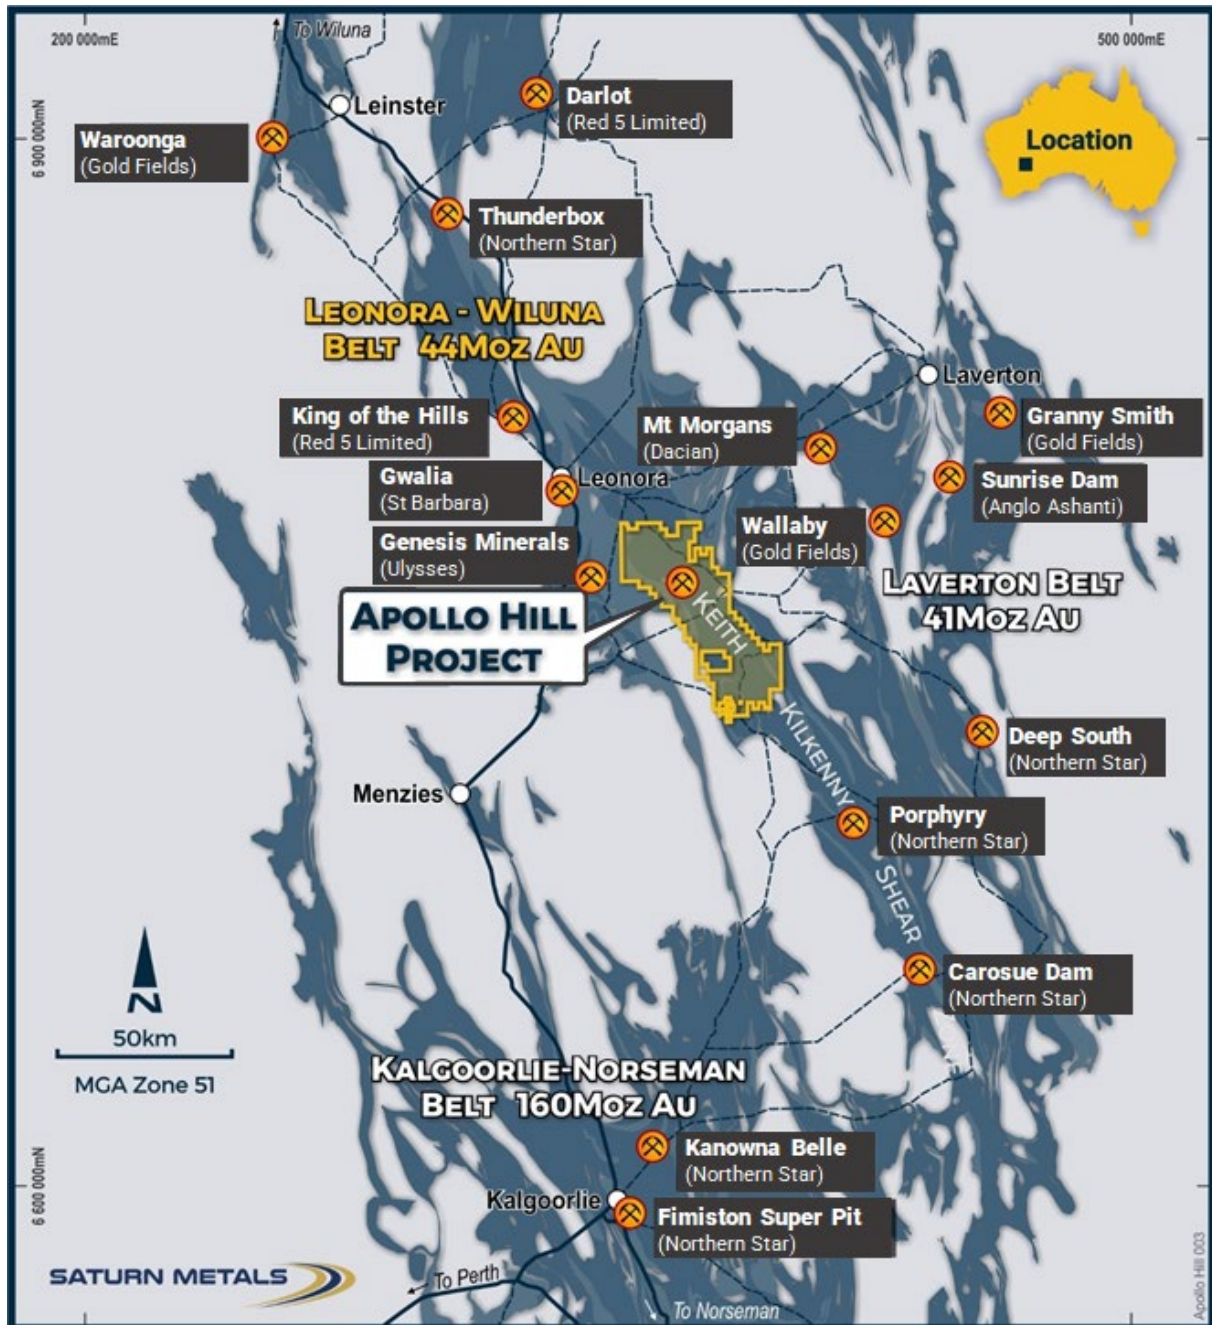 To Wiluna
200 000mE
500 000mE
Leinster
Darlot
(Red 5 Limited)
6 900 000mN
Waroonga
(Gold Fields)
Location
Thunderbox
(Northern Star)
LEONORA - WILUNA
BELT 44MOZ AU
Laverton
King of the Hills
(Red 5 Limited)
Mt Morgans
(Dacian)
Granny Smith
(Gold Fields)
Gwalia
(St Barbara)
Leonora
Sunrise Dam
(Anglo Ashanti)
Wallaby
(Gold Fields)
Genesis Minerals
(Ulysses)
LAVERTON BELT
41MOZ AU
APOLLO HILL
PROJECT
KEITH
KILKENNY
SHEAR
Deep South
(Northern Star)
Menzies
Porphyry
(Northern Star)
Carosue Dam
(Northern Star)
N
50km
MGA Zone 51
KALGOORLIE-NORSEMAN
BELT 160MOZ AU
Kanowna Belle
(Northern Star)
6 600 000mN
Kalgoorlie
Fimiston Super Pit
(Northern Star)
SATURN METALS
To Perth
To Norseman
Apollo Hill 003